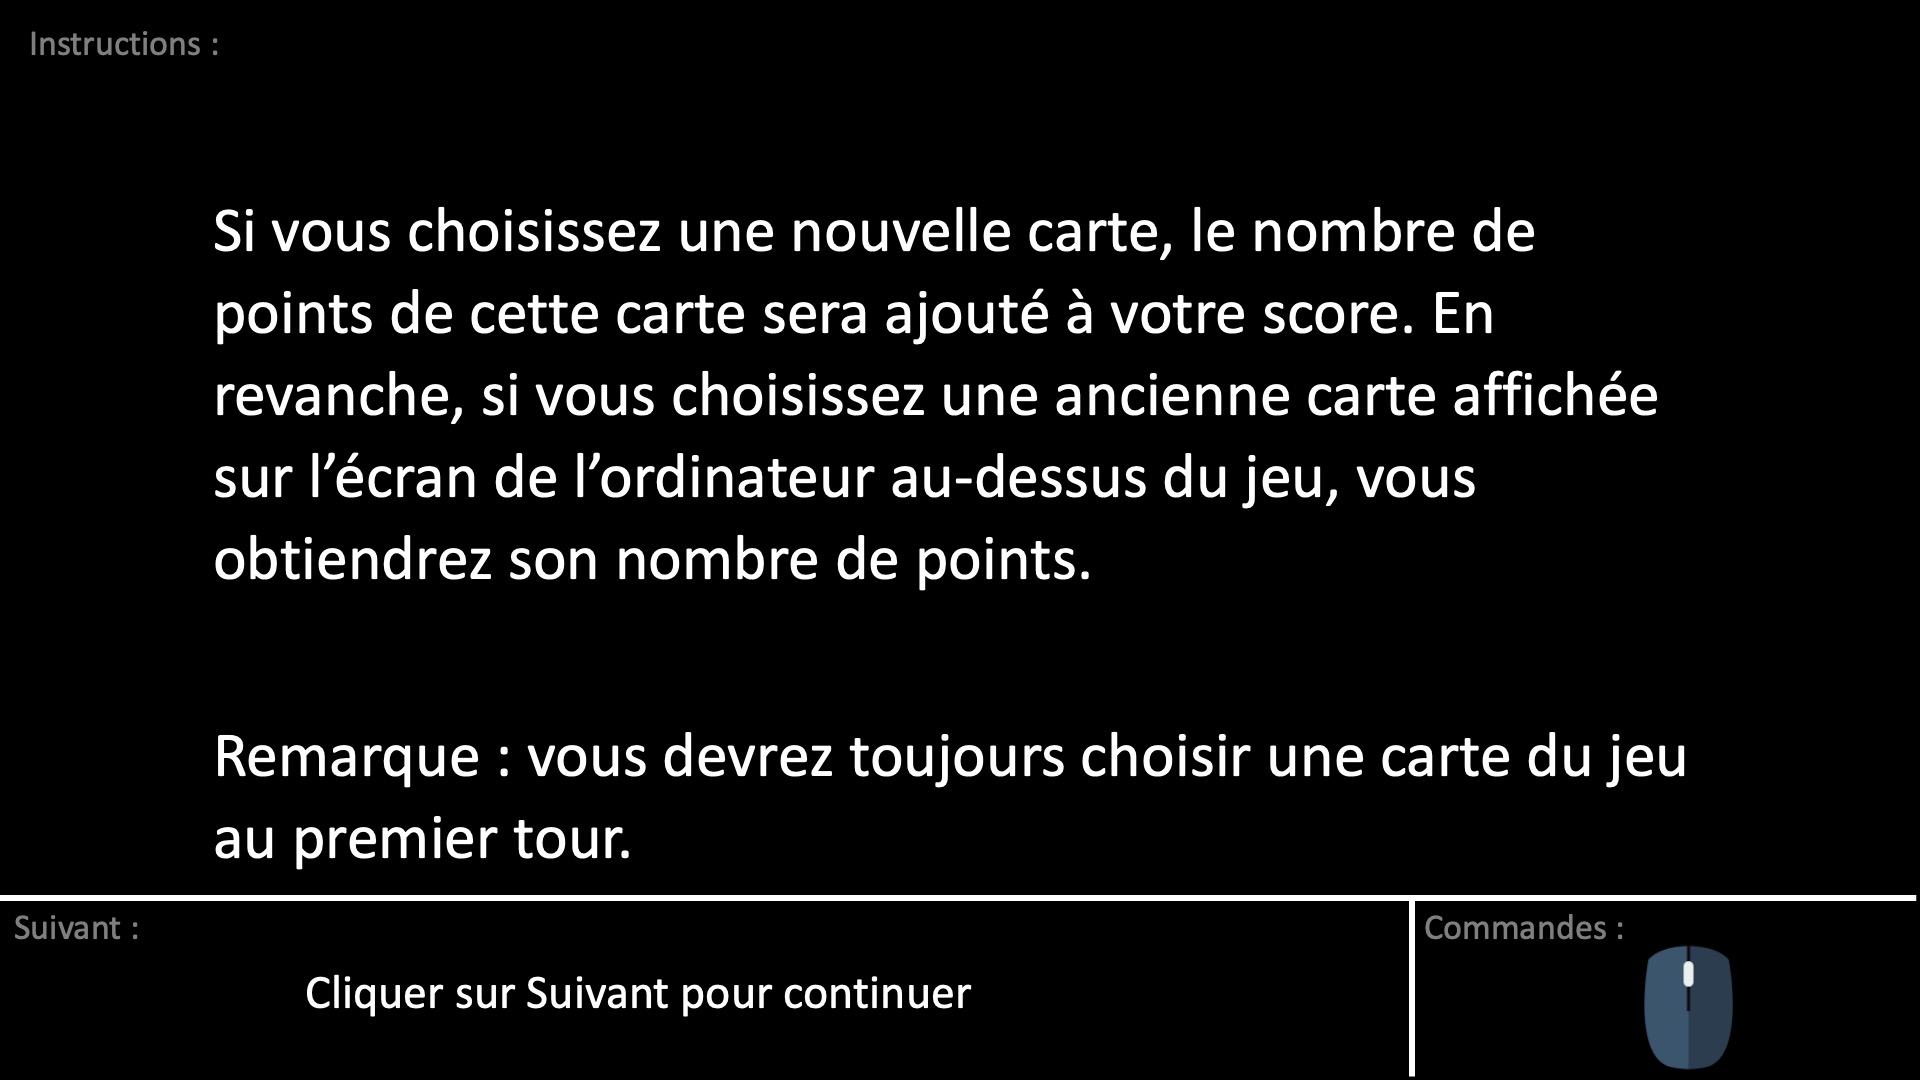 Instructions :
Si vous choisissez une nouvelle carte, le nombre de
points de cette carte sera ajouté à votre score. En
revanche, si vous choisissez une ancienne carte affichée
sur l’écran de l’ordinateur au-dessus du jeu, vous
obtiendrez son nombre de points.
Remarque : vous devrez toujours choisir une carte du jeu
au premier tour.
Suivant :
Cliquer sur Suivant pour continuer
Commandes :